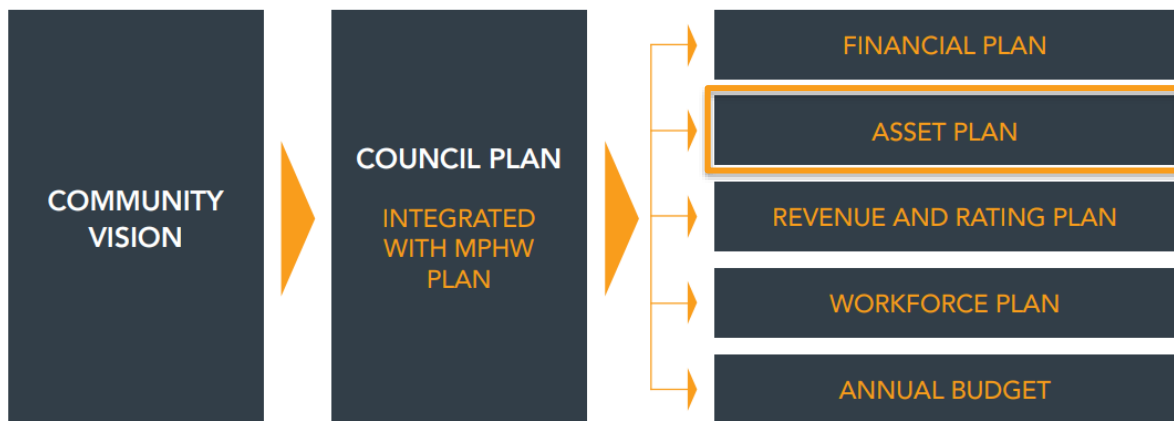 COMMUNITY
VISION
COUNCIL PLAN
INTEGRATED
WITH MPHW
PLAN
FINANCIAL PLAN
ASSET PLAN
REVENUE AND RATING PLAN
WORKFORCE PLAN
ANNUAL BUDGET